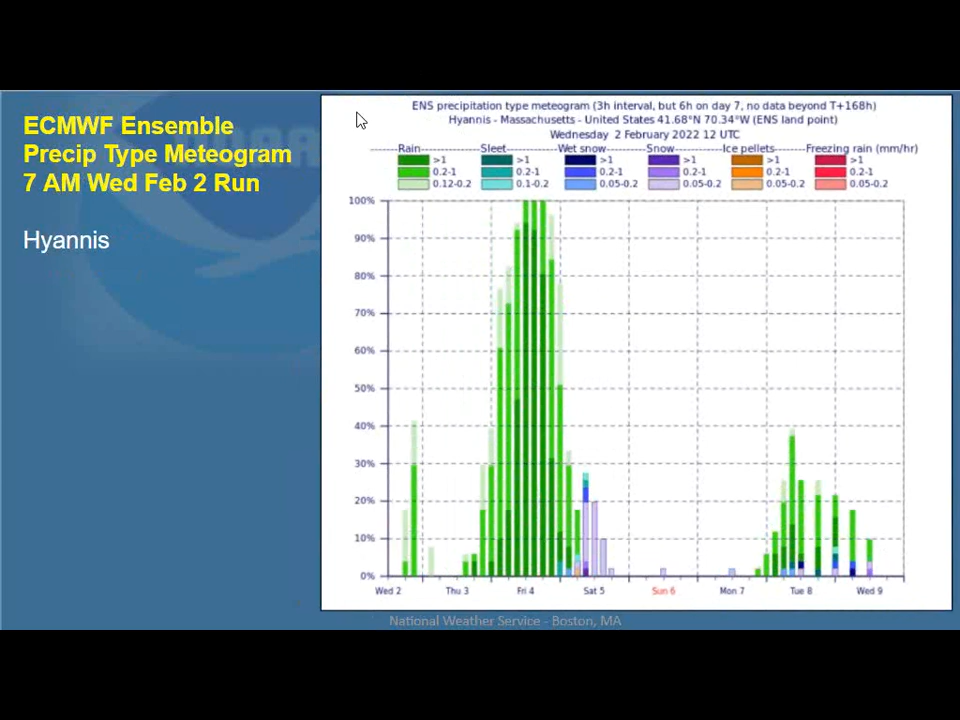 ECMWF Ensemble
Precip Type Meteogram
7 AM Wed Feb 2 Run
Hyannis
ENS precipitation type meteogram (3h interval, but 6h on day 7, no data beyond T+168h)
Hyannis - Massachusetts - United States 41.68°N 70.34°W (ENS land point)
Wednesday 2 February 2022 12 UTC
Rain Sleet Wet snow Snow Ice pellets Freezing rain (mm/hr)
>1 >1 >1 >1 >1 >1
0.2-1 0.2-1 0.2-1 0.2-1 0.2-1 0.2-1
0.12-0.2 0.1-0.2 0.05-0.2 0.05-0.2 0.05-0.2 0.05-0.2
100%
90%
80%
70%
60%
50%
40%
30%
20%
10%
0%
Wed 2 Thu 3 Fri 4 Sat 5 Sun 6 Mon 7 Tue 8 Wed 9
National Weather Service - Boston, MA